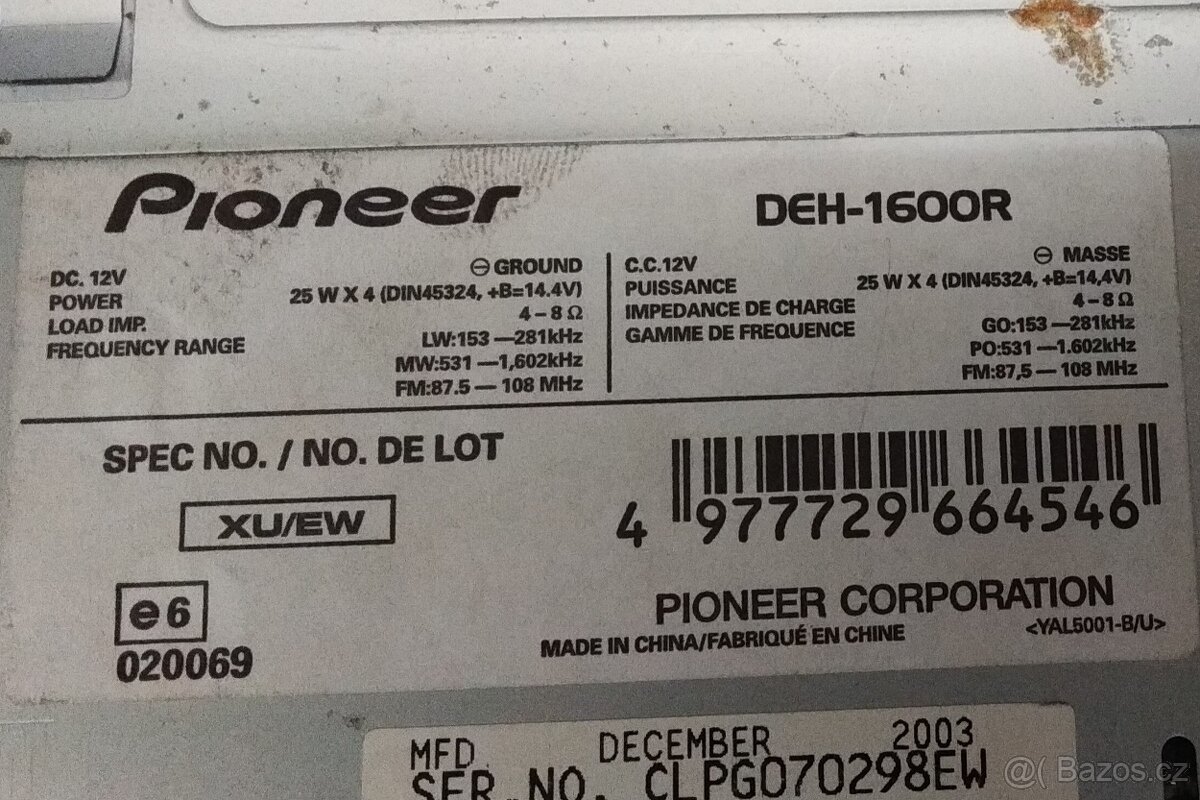 Pioneer
DEH-1600R
DC. 12V ⊖ GROUND
POWER 25 W X 4 (DIN45324, +B=14.4V)
LOAD IMP. 4–8 Ω
FREQUENCY RANGE LW:153 —281kHz
MW:531 —1,602kHz
FM:87.5 — 108 MHz
C.C.12V ⊖ MASSE
PUISSANCE 25 W X 4 (DIN45324, +B=14,4V)
IMPEDANCE DE CHARGE 4–8 Ω
GAMME DE FREQUENCE GO:153 —281kHz
PO:531 —1.602kHz
FM:87,5 — 108 MHz
SPEC NO. / NO. DE LOT
XU/EW
4 977729 664546
e6
020069
PIONEER CORPORATION
MADE IN CHINA/FABRIQUÉ EN CHINE <YAL5001-B/U>
MFD. DECEMBER 2003
SER.NO. CLPG070298EW
@( Bazos.cz